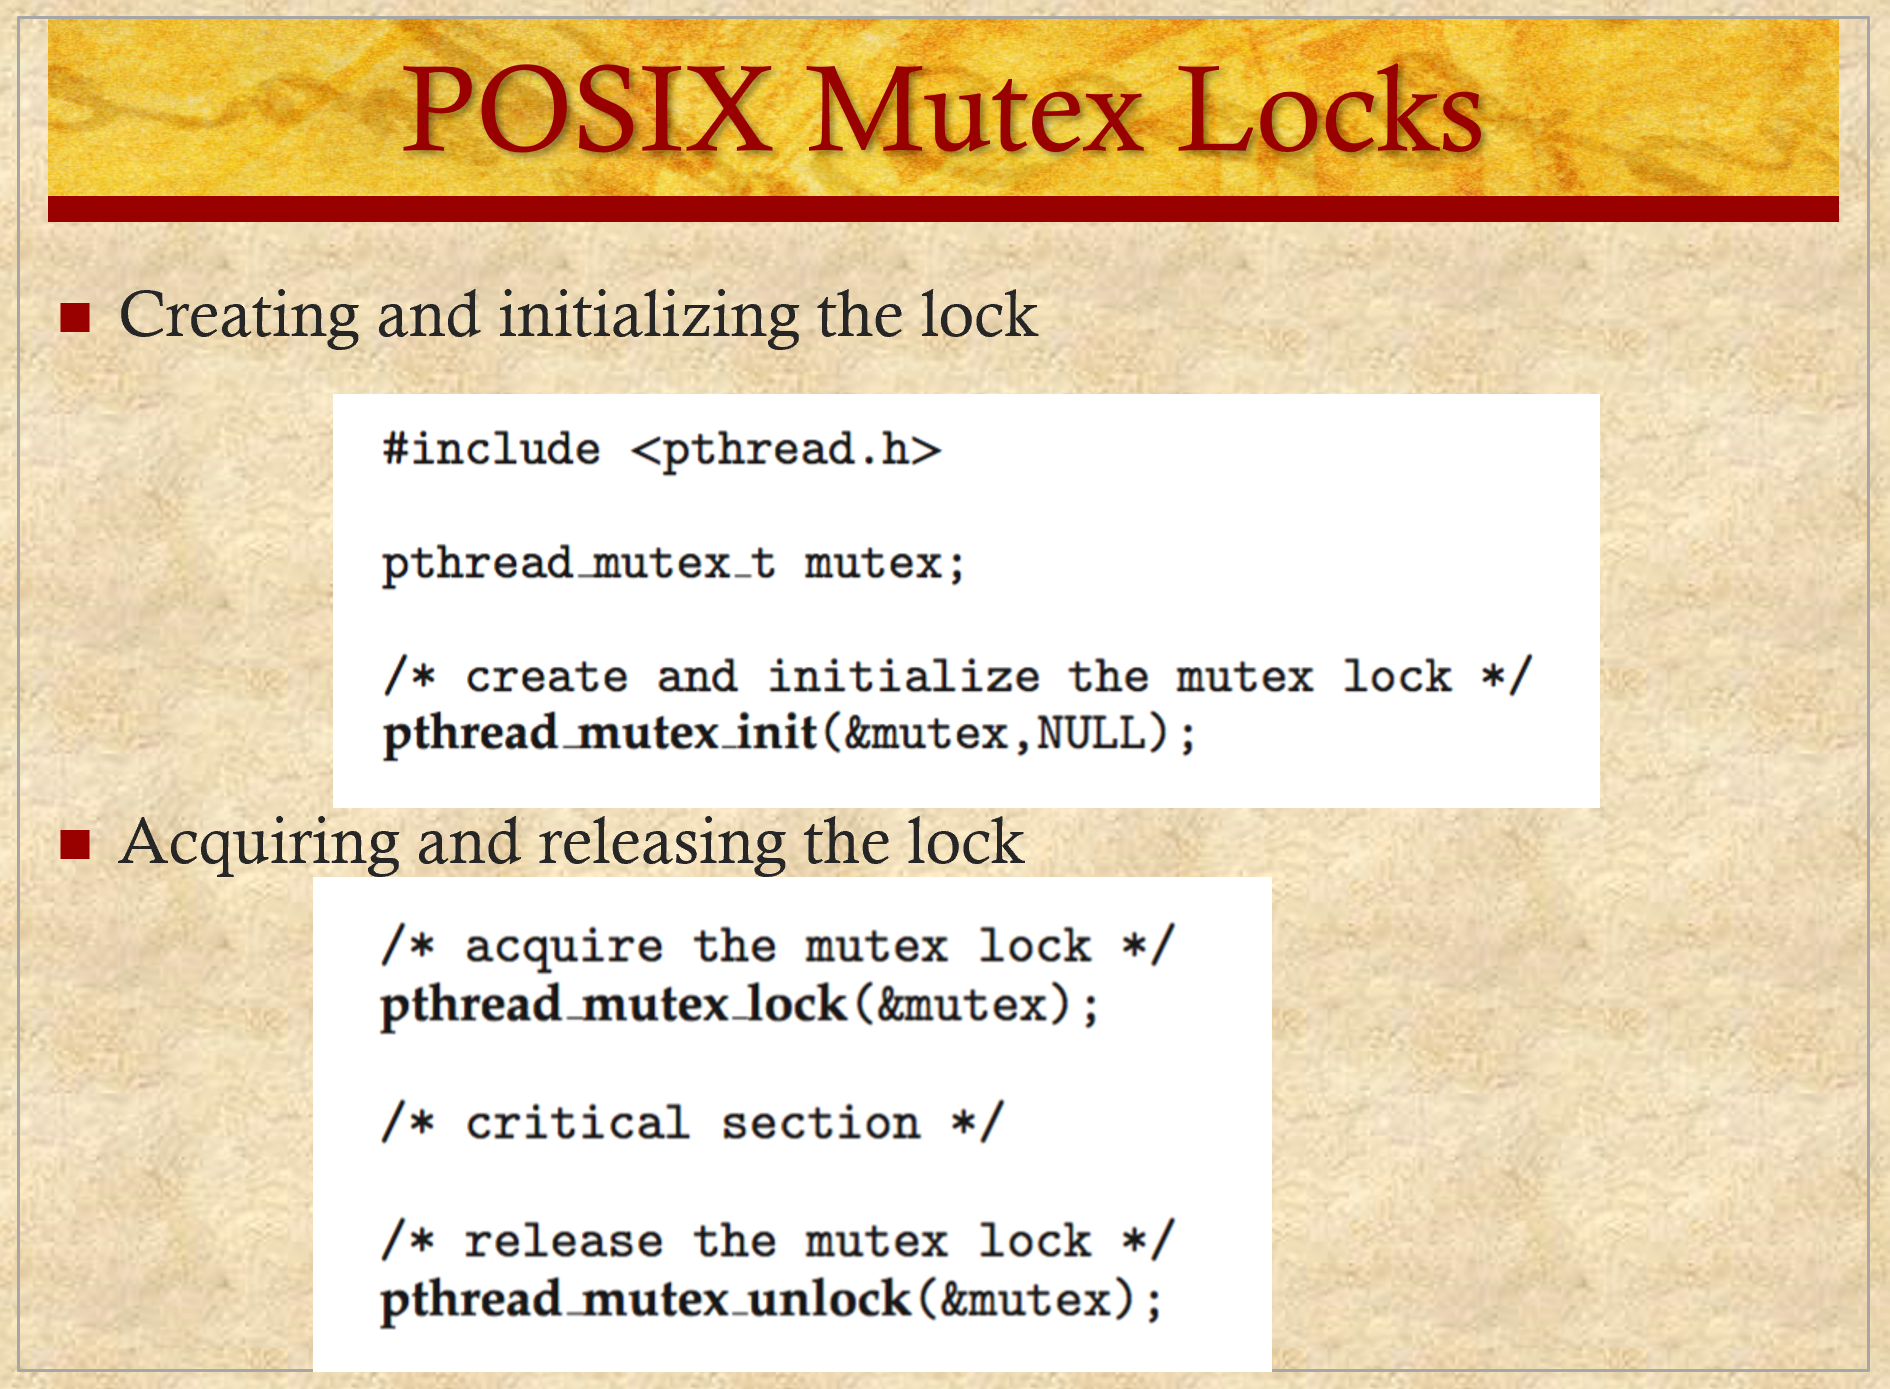 POSIX Mutex Locks
Creating and initializing the lock
#include <pthread.h>
pthread_mutex_t mutex;
/* create and initialize the mutex lock */
pthread_mutex_init(&mutex,NULL);
Acquiring and releasing the lock
/* acquire the mutex lock */
pthread_mutex_lock(&mutex);
/* critical section */
/* release the mutex lock */
pthread_mutex_unlock(&mutex);